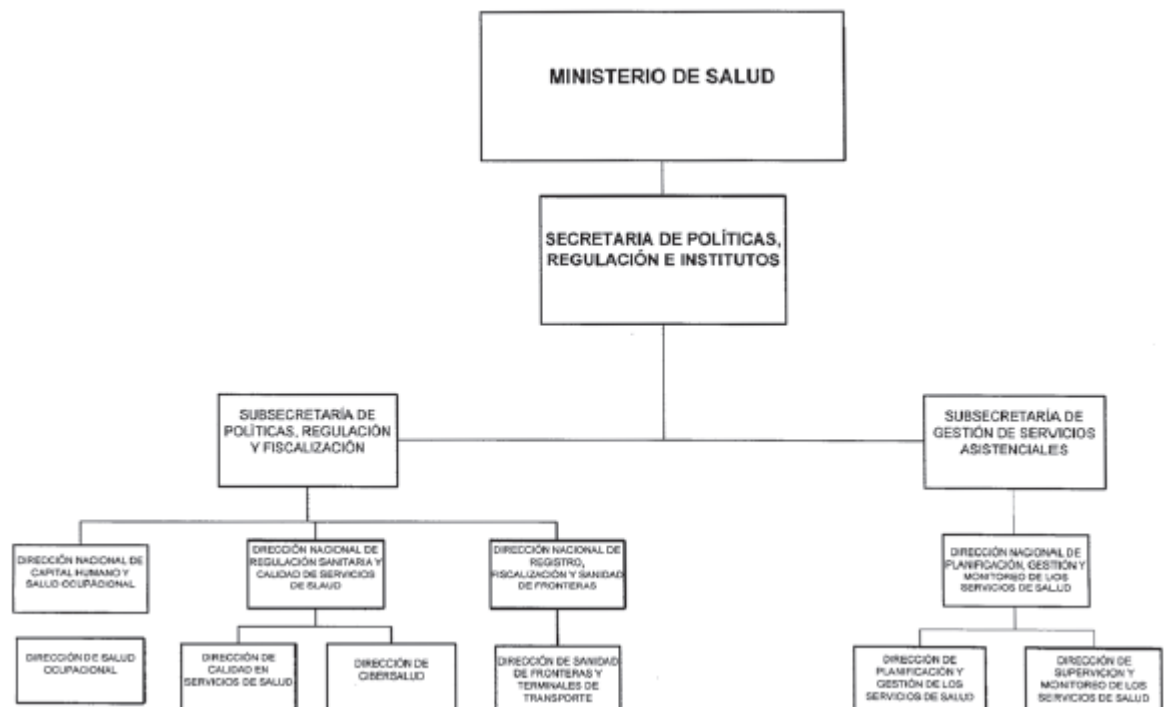 MINISTERIO DE SALUD
SECRETARIA DE POLÍTICAS,
REGULACIÓN E INSTITUTOS
SUBSECRETARÍA DE
POLÍTICAS, REGULACIÓN
Y FISCALIZACIÓN
SUBSECRETARÍA DE
GESTIÓN DE SERVICIOS
ASISTENCIALES
DIRECCIÓN NACIONAL DE
CAPITAL HUMANO Y
SALUD OCUPACIONAL
DIRECCIÓN NACIONAL DE
REGULACIÓN SANITARIA Y
CALIDAD DE SERVICIOS
DE SLAUD
DIRECCIÓN NACIONAL DE
REGISTRO,
FISCALIZACIÓN Y SANIDAD
DE FRONTERAS
DIRECCIÓN NACIONAL DE
PLANIFICACIÓN, GESTIÓN Y
MONITOREO DE LOS
SERVICIOS DE SALUD
DIRECCIÓN DE SALUD
OCUPACIONAL
DIRECCIÓN DE
CALIDAD EN
SERVICIOS DE SALUD
DIRECCIÓN DE
CIBERSALUD
DIRECCIÓN DE SANIDAD
DE FRONTERAS Y
TERMINALES DE
TRANSPORTE
DIRECCIÓN DE
PLANIFICACIÓN Y
GESTIÓN DE LOS
SERVICIOS DE SALUD
DIRECCIÓN DE
SUPERVICION Y
MONITOREO DE LOS
SERVICIOS DE SALUD